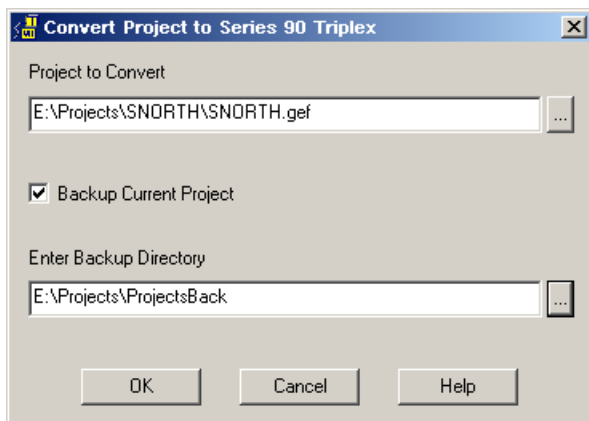 Convert Project to Series 90 Triplex
Project to Convert
E:\Projects\SNORTH\SNORTH.gef
...
Backup Current Project
Enter Backup Directory
E:\Projects\ProjectsBack
...
OK Cancel Help